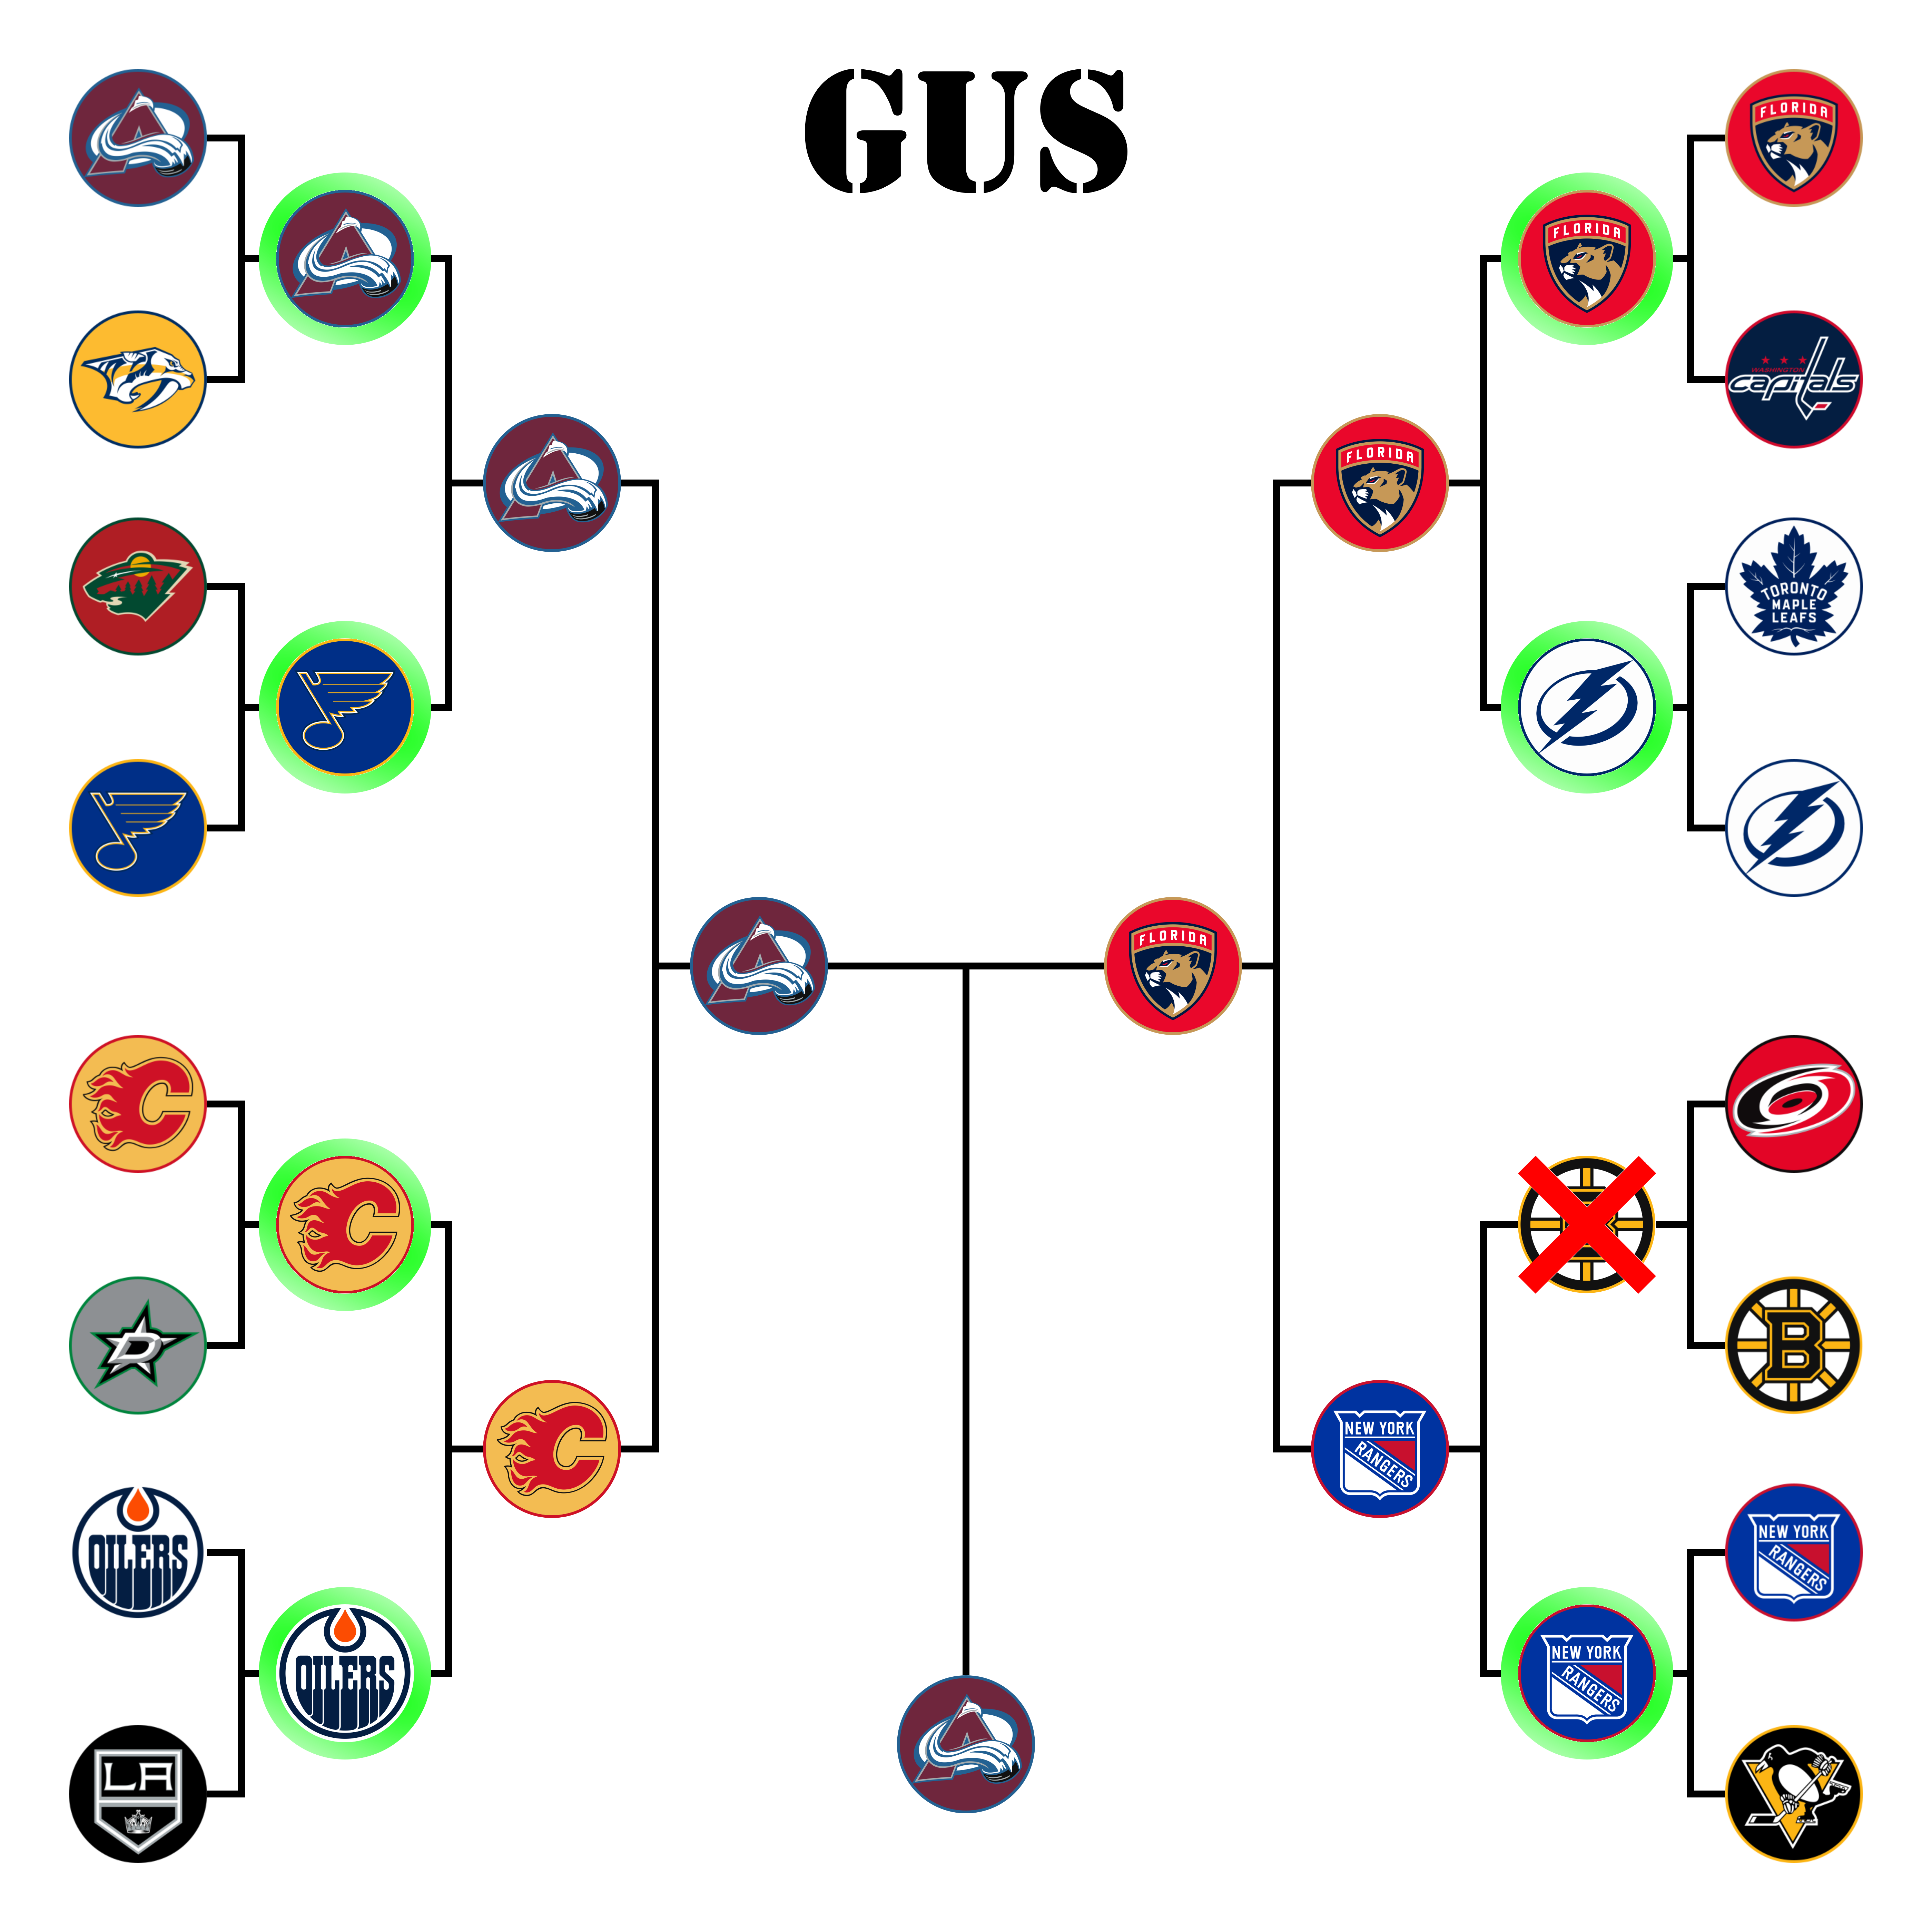 GUS
FLORIDA
FLORIDA
WASHINGTON
capitals
FLORIDA
TORONTO
MAPLE
LEAFS
FLORIDA
C
C
C
D
B
NEW YORK
RANGERS
OILERS
NEW YORK
RANGERS
OILERS
NEW YORK
RANGERS
LA